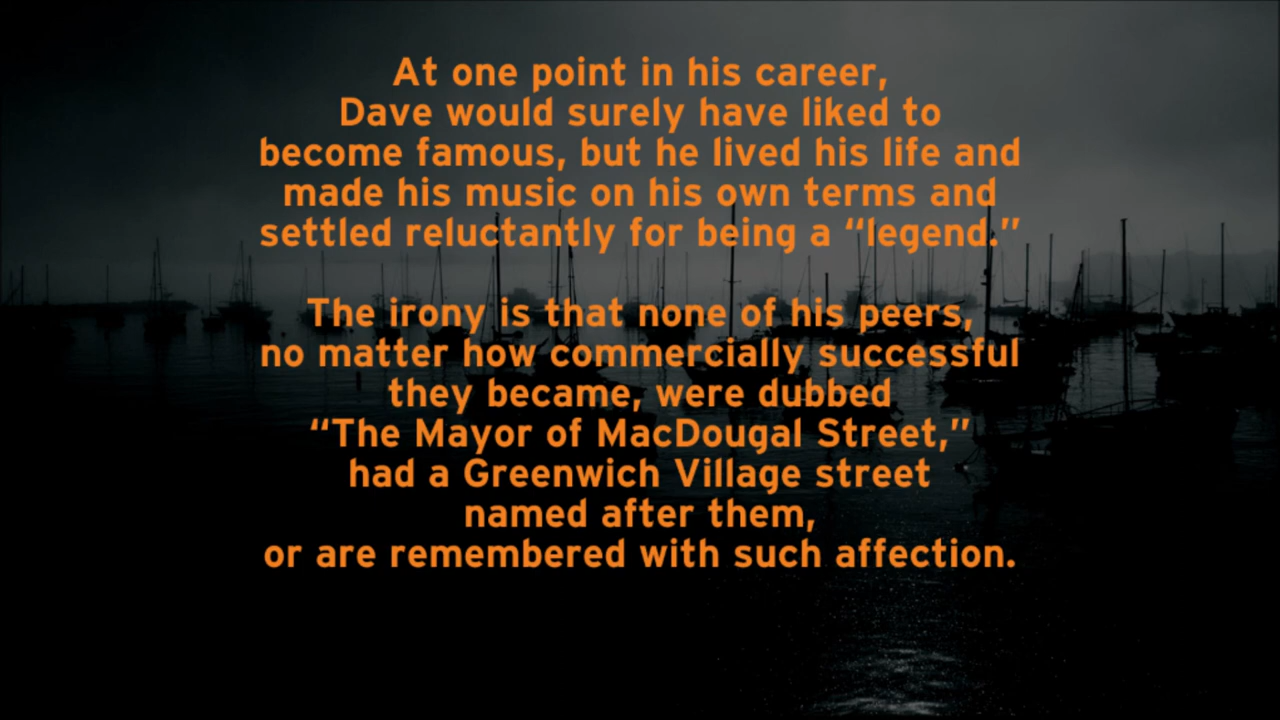 At one point in his career,
Dave would surely have liked to
become famous, but he lived his life and
made his music on his own terms and
settled reluctantly for being a “legend.”
The irony is that none of his peers,
no matter how commercially successful
they became, were dubbed
“The Mayor of MacDougal Street,”
had a Greenwich Village street
named after them,
or are remembered with such affection.